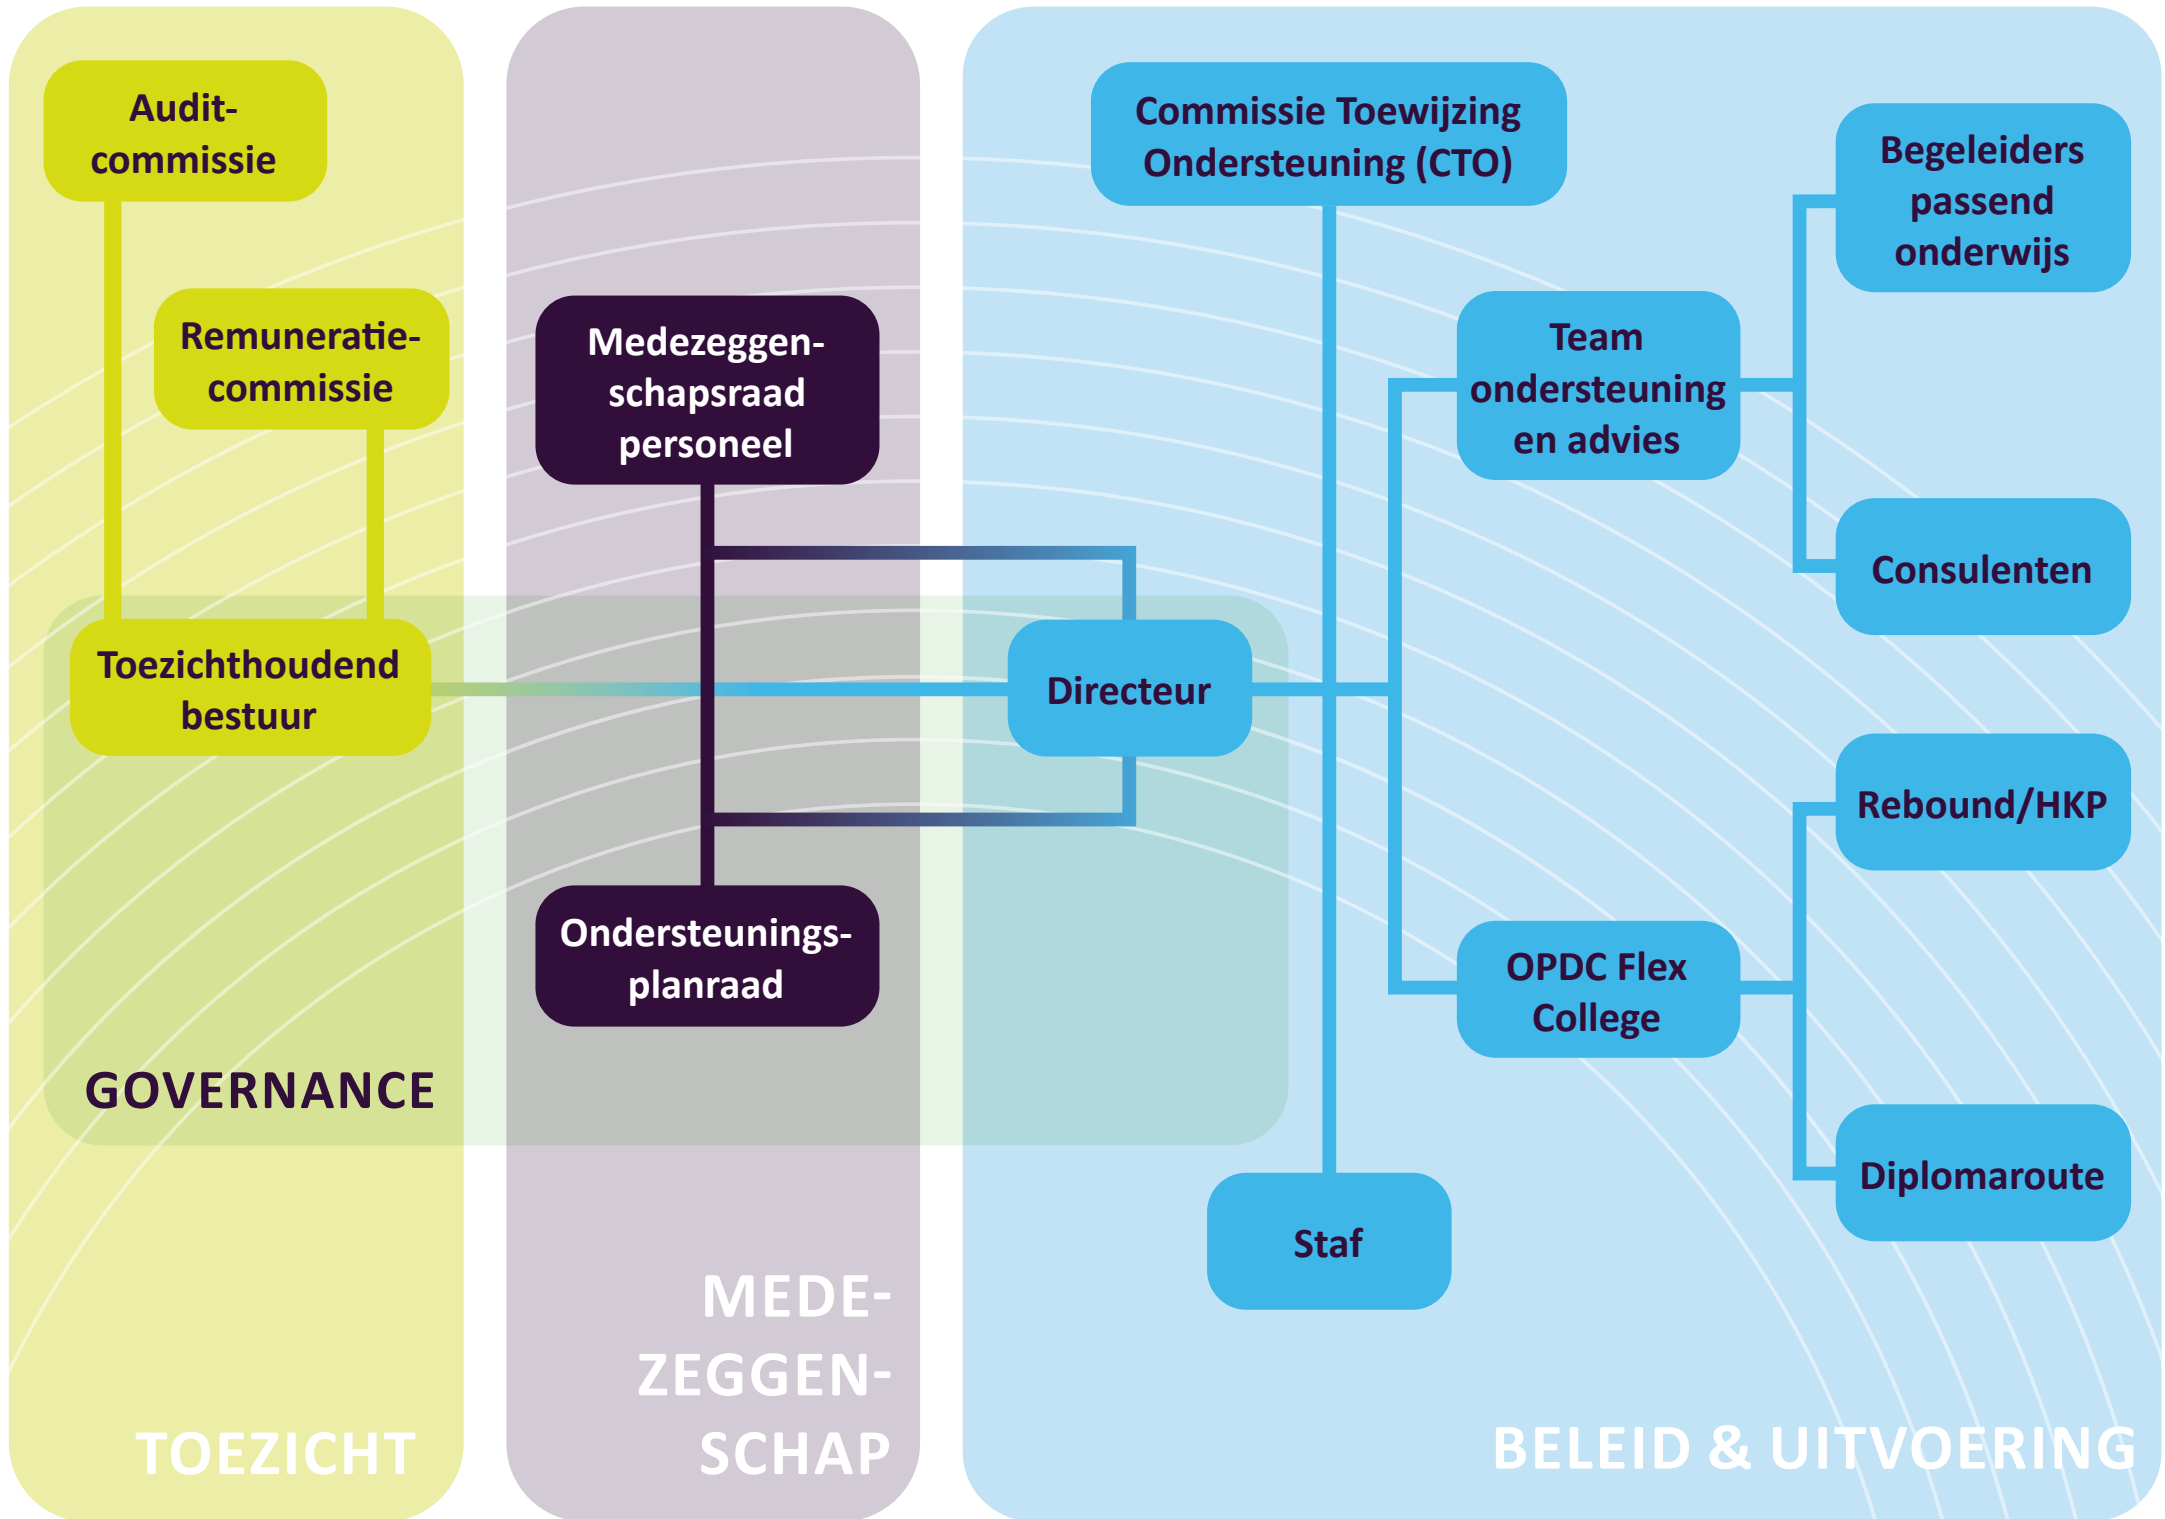 Audit-
commissie
Remuneratie-
commissie
Toezichthoudend
bestuur
GOVERNANCE
TOEZICHT
Medezeggen-
schapsraad
personeel
Ondersteunings-
planraad
MEDE-
ZEGGEN-
SCHAP
Commissie Toewijzing
Ondersteuning (CTO)
Directeur
Staf
Team
ondersteuning
en advies
OPDC Flex
College
Begeleiders
passend
onderwijs
Consulenten
Rebound/HKP
Diplomaroute
BELEID & UITVOERING